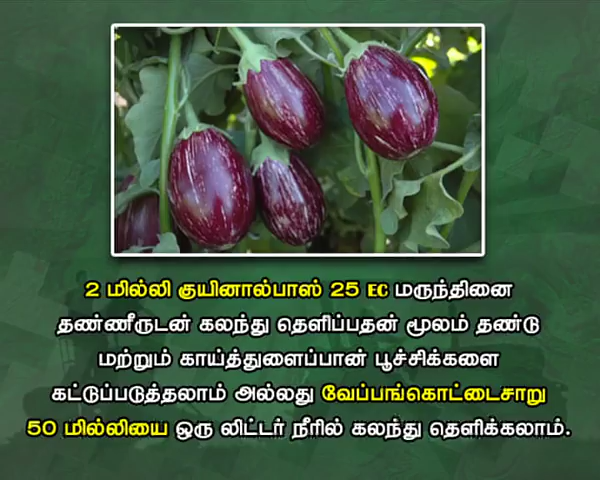 2 மில்லி குயினால்பாஸ் 25 EC மருந்தினை
தண்ணீருடன் கலந்து தெளிப்பதன் மூலம் தண்டு
மற்றும் காய்த்துளைப்பான் பூச்சிக்களை
கட்டுப்படுத்தலாம் அல்லது வேப்பங்கொட்டைசாறு
50 மில்லியை ஒரு லிட்டர் நீரில் கலந்து தெளிக்கலாம்.